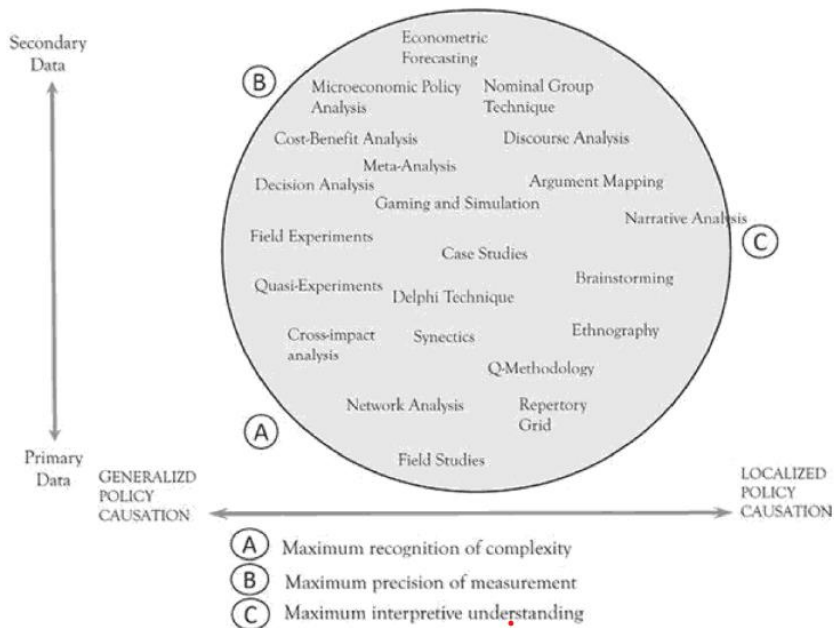 Secondary
Data
Econometric
Forecasting
B
Microeconomic Policy
Analysis
Nominal Group
Technique
Cost-Benefit Analysis
Discourse Analysis
Meta-Analysis
Decision Analysis
Argument Mapping
Gaming and Simulation
Narrative Analysis
Field Experiments
C
Case Studies
Quasi-Experiments
Brainstorming
Delphi Technique
Cross-impact
analysis
Synectics
Ethnography
Q-Methodology
Network Analysis
Repertory
Grid
A
Field Studies
Primary
Data
GENERALIZD
POLICY
CAUSATION
LOCALIZED
POLICY
CAUSATION
A Maximum recognition of complexity
B Maximum precision of measurement
C Maximum interpretive understanding